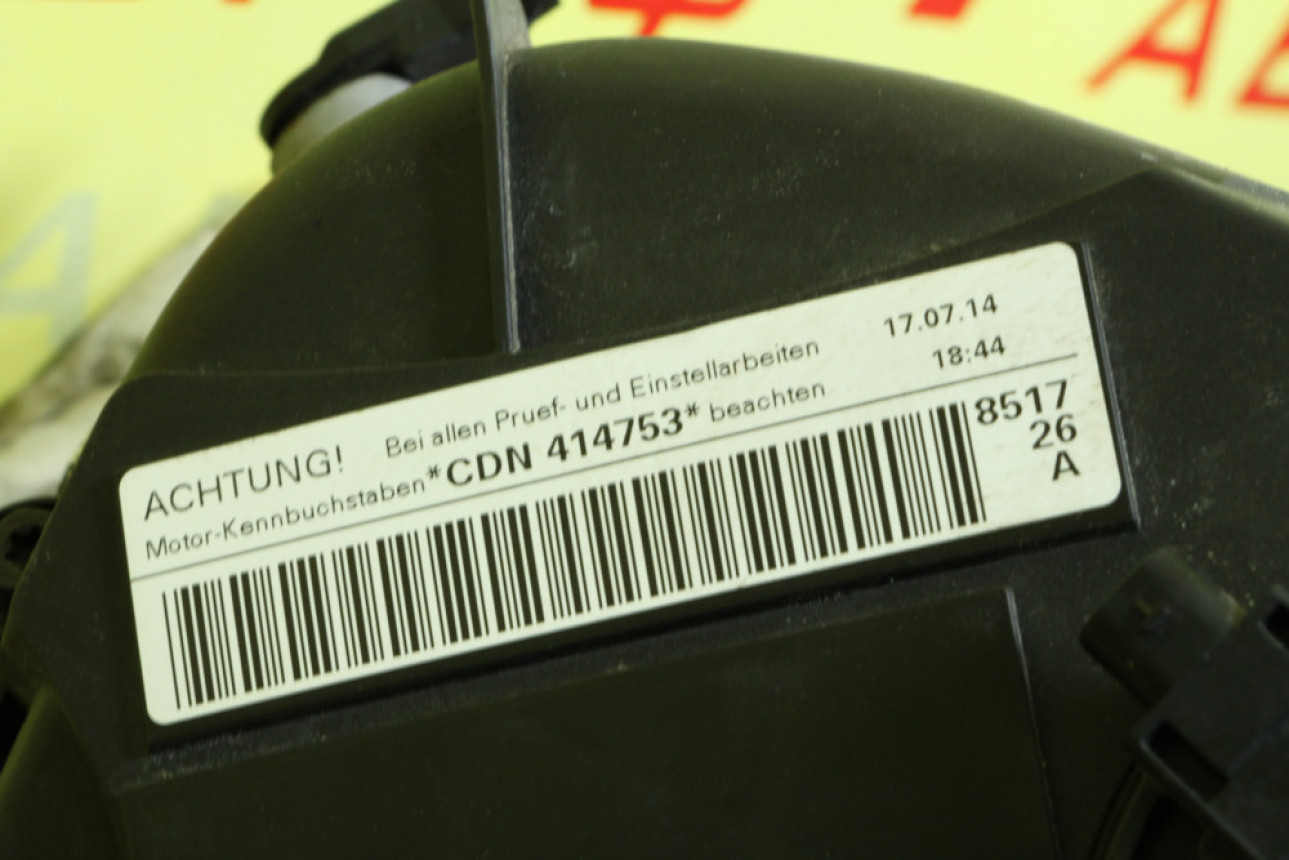 ACHTUNG! Bei allen Pruef- und Einstellarbeiten 17.07.14
Motor-Kennbuchstaben *CDN 414753* beachten 18:44
8517
26
A